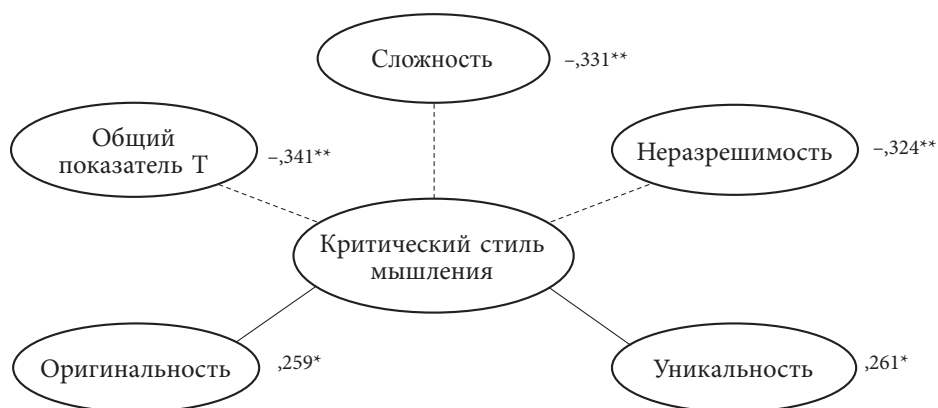 Сложность
–,331**
Общий
показатель Т
–,341**
Неразрешимость
–,324**
Критический стиль
мышления
Оригинальность
,259*
Уникальность
,261*